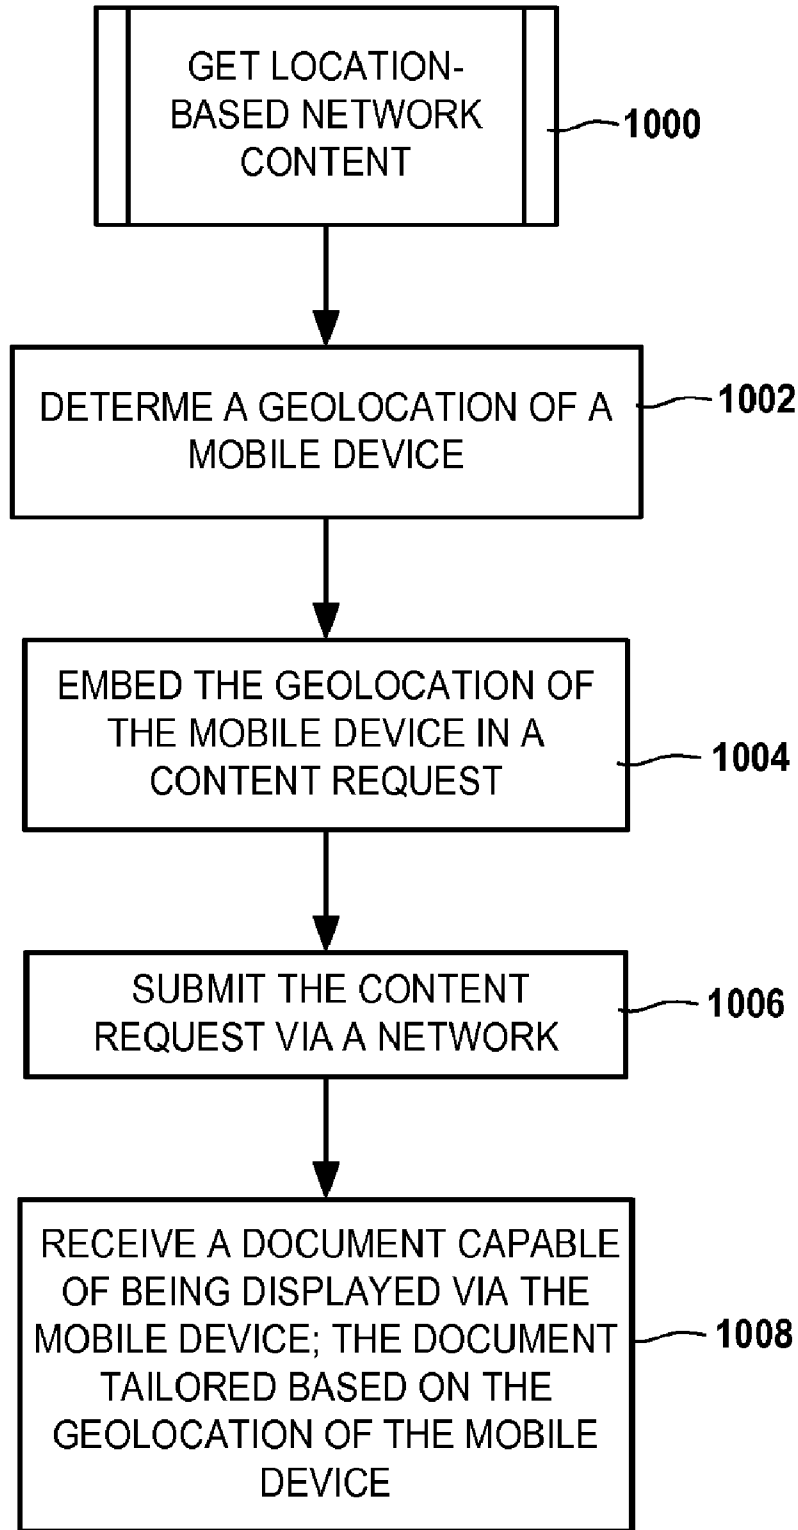 GET LOCATION-
BASED NETWORK
CONTENT
1000
DETERME A GEOLOCATION OF A
MOBILE DEVICE
1002
EMBED THE GEOLOCATION OF
THE MOBILE DEVICE IN A
CONTENT REQUEST
1004
SUBMIT THE CONTENT
REQUEST VIA A NETWORK
1006
RECEIVE A DOCUMENT CAPABLE
OF BEING DISPLAYED VIA THE
MOBILE DEVICE; THE DOCUMENT
TAILORED BASED ON THE
GEOLOCATION OF THE MOBILE
DEVICE
1008